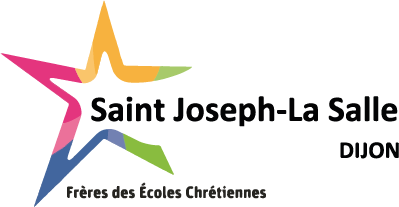 Saint Joseph-La Salle
DIJON
Frères des Écoles Chrétiennes